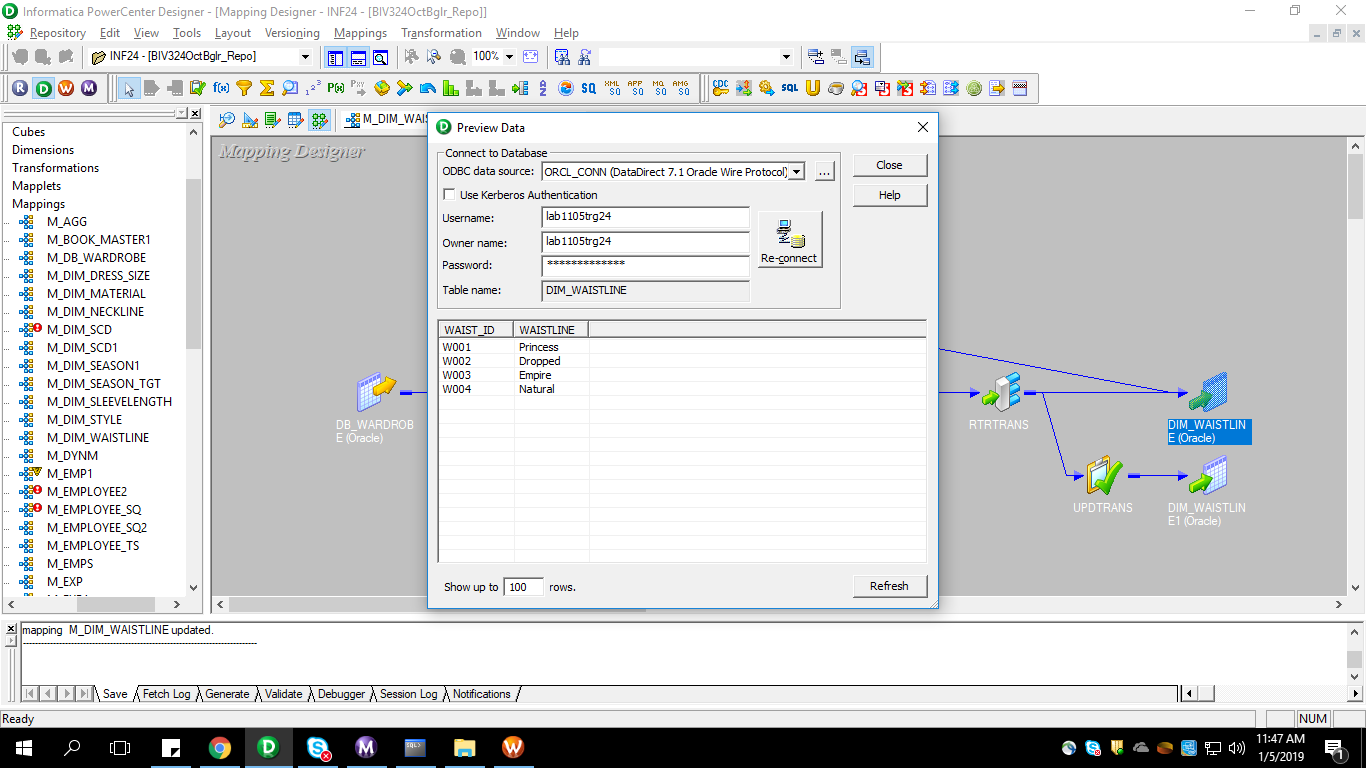 Informatica PowerCenter Designer - [Mapping Designer - INF24 - [BIV324OctBglr_Repo]]
Repository Edit View Tools Layout Versioning Mappings Transformation Window Help
INF24 - [BIV324OctBglr_Repo] 100%
R D W M f(x) P(x) SQ XML SQ APP SQ MQ SQ AMG SQ CDC SQL
Cubes
Dimensions
Transformations
Mapplets
Mappings
M_AGG
M_BOOK_MASTER1
M_DB_WARDROBE
M_DIM_DRESS_SIZE
M_DIM_MATERIAL
M_DIM_NECKLINE
M_DIM_SCD
M_DIM_SCD1
M_DIM_SEASON1
M_DIM_SEASON_TGT
M_DIM_SLEEVELENGTH
M_DIM_STYLE
M_DIM_WAISTLINE
M_DYNM
M_EMP1
M_EMPLOYEE2
M_EMPLOYEE_SQ
M_EMPLOYEE_SQ2
M_EMPLOYEE_TS
M_EMPS
M_EXP
M_DIM_WAIS
Mapping Designer
DB_WARDROB
E (Oracle)
Preview Data
Connect to Database
ODBC data source: ORCL_CONN (DataDirect 7.1 Oracle Wire Protocol) ...
Use Kerberos Authentication
Username: lab1105trg24
Owner name: lab1105trg24
Password: *************
Table name: DIM_WAISTLINE
Re-connect
Close
Help
WAIST_ID WAISTLINE
W001 Princess
W002 Dropped
W003 Empire
W004 Natural
Show up to 100 rows.
Refresh
RTRTRANS
DIM_WAISTLIN
E (Oracle)
UPDTRANS
DIM_WAISTLIN
E1 (Oracle)
mapping M_DIM_WAISTLINE updated.
Save Fetch Log Generate Validate Debugger Session Log Notifications
Ready
NUM
D S M SQL> W
11:47 AM
1/5/2019
1